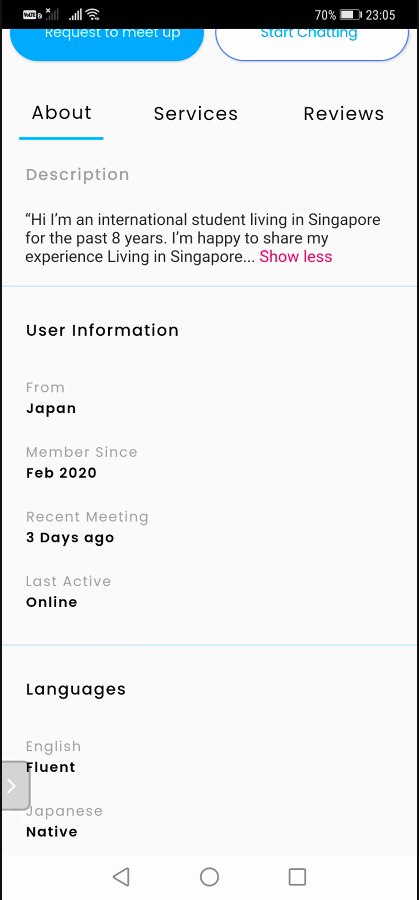 70% 23:05
Request to meet up
Start Chatting
About Services Reviews
Description
“Hi I’m an international student living in Singapore
for the past 8 years. I’m happy to share my
experience Living in Singapore... Show less
User Information
From
Japan
Member Since
Feb 2020
Recent Meeting
3 Days ago
Last Active
Online
Languages
English
Fluent
Japanese
Native